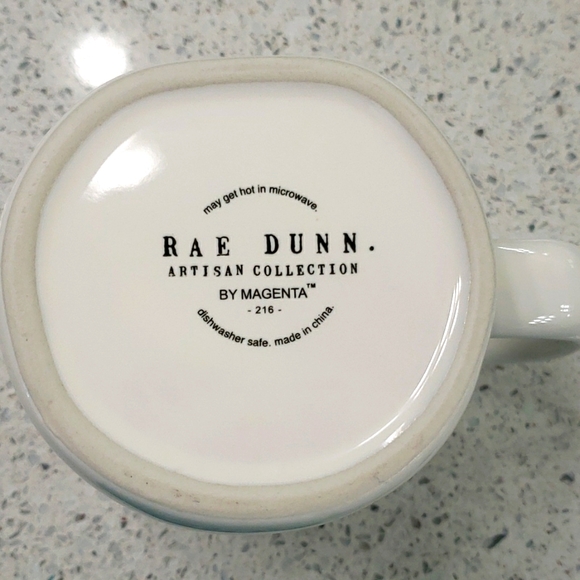 may get hot in microwave.
RAE DUNN.
ARTISAN COLLECTION
BY MAGENTA™
- 216 -
dishwasher safe. made in china.